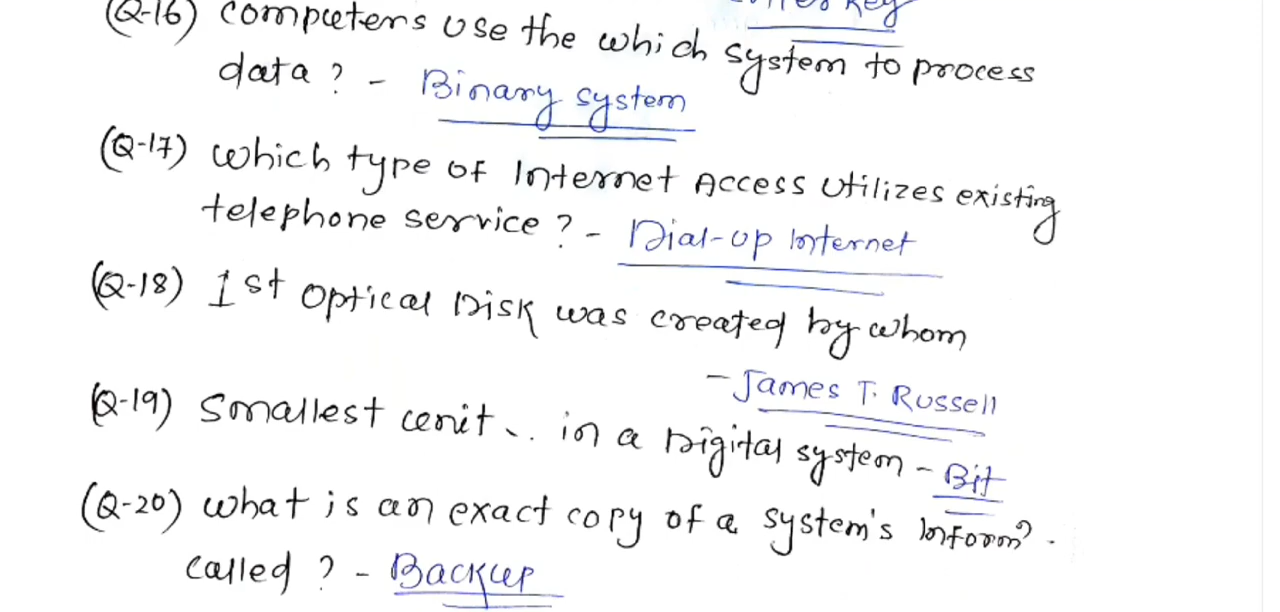 Key
(Q-16) computers use the which system to process
data ? - Binary system
(Q-17) which type of Internet Access Utilizes existing
telephone service ? - Dial-up Internet
(Q-18) 1st optical Disk was created by whom
- James T. Russell
(Q-19) Smallest unit .. in a Digital system - Bit
(Q-20) what is an exact copy of a system's Inform? .
called ? - Backup